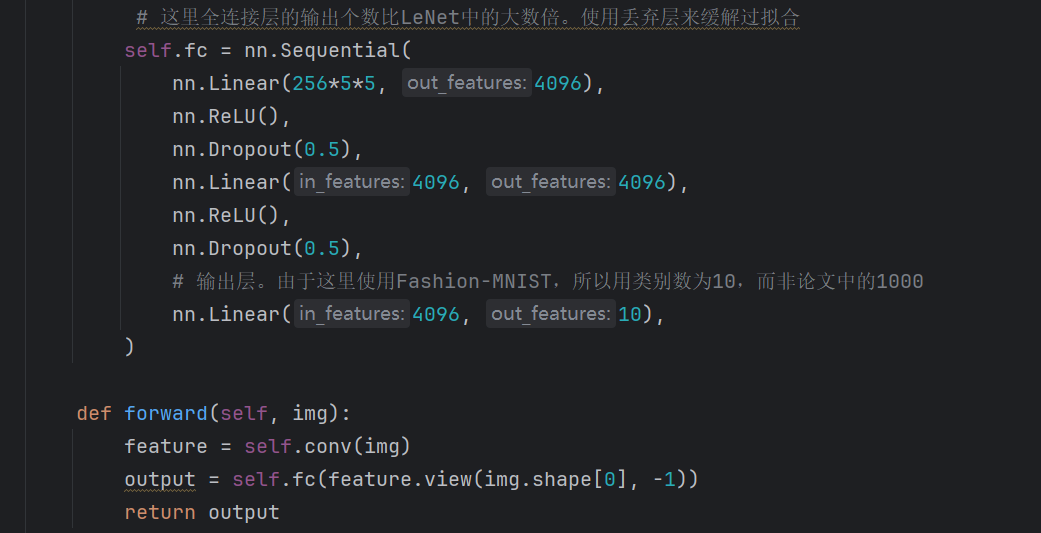 # 这里全连接层的输出个数比LeNet中的大数倍。使用丢弃层来缓解过拟合
self.fc = nn.Sequential(
nn.Linear(256*5*5, out_features: 4096),
nn.ReLU(),
nn.Dropout(0.5),
nn.Linear(in_features: 4096, out_features: 4096),
nn.ReLU(),
nn.Dropout(0.5),
# 输出层。由于这里使用Fashion-MNIST，所以用类别数为10，而非论文中的1000
nn.Linear(in_features: 4096, out_features: 10),
)
def forward(self, img):
feature = self.conv(img)
output = self.fc(feature.view(img.shape[0], -1))
return output